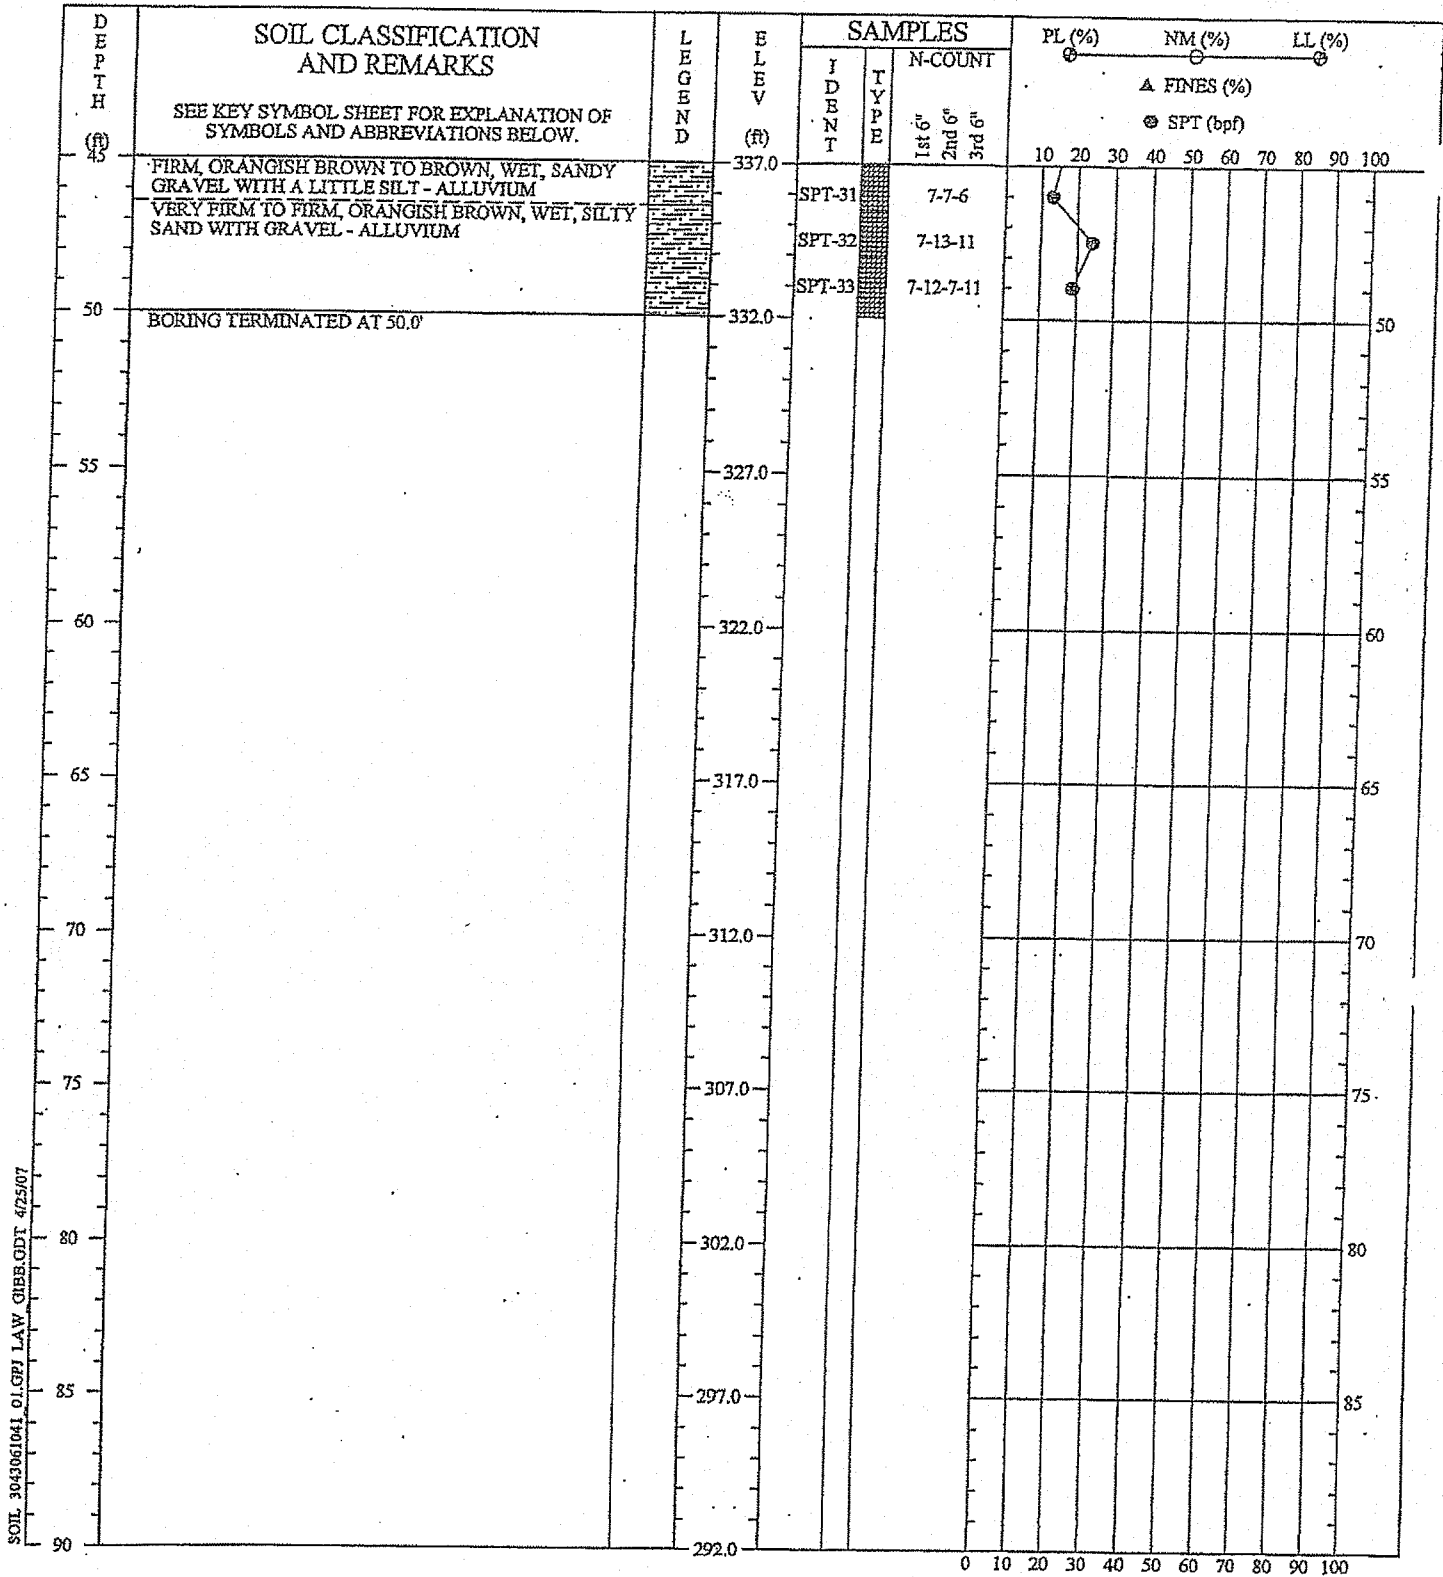 DEPTH
(ft)
SOIL CLASSIFICATION
AND REMARKS
SEE KEY SYMBOL SHEET FOR EXPLANATION OF
SYMBOLS AND ABBREVIATIONS BELOW.
LEGEND
ELEV
(ft)
SAMPLES
IDENT
TYPE
N-COUNT
1st 6"
2nd 6"
3rd 6"
PL (%) NM (%) LL (%)
▲ FINES (%)
● SPT (bpf)
10 20 30 40 50 60 70 80 90 100
45
FIRM, ORANGISH BROWN TO BROWN, WET, SANDY
GRAVEL WITH A LITTLE SILT - ALLUVIUM
337.0
SPT-31 7-7-6
VERY FIRM TO FIRM, ORANGISH BROWN, WET, SILTY
SAND WITH GRAVEL - ALLUVIUM
SPT-32 7-13-11
SPT-33 7-12-7-11
50
BORING TERMINATED AT 50.0'
332.0
50
55 327.0 55
60 322.0 60
65 317.0 65
70 312.0 70
75 307.0 75
80 302.0 80
85 297.0 85
90 292.0
0 10 20 30 40 50 60 70 80 90 100
SOIL 3043061041_01.GPJ LAW_GIBB.GDT 4/25/07